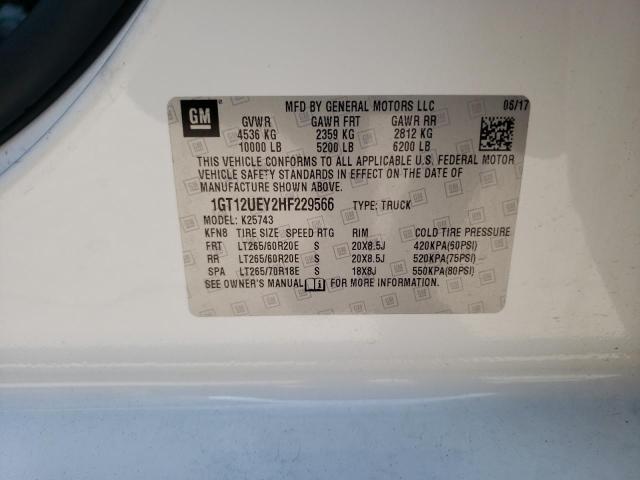 GM
MFD BY GENERAL MOTORS LLC 06/17
GVWR GAWR FRT GAWR RR
4536 KG 2359 KG 2812 KG
10000 LB 5200 LB 6200 LB
THIS VEHICLE CONFORMS TO ALL APPLICABLE U.S. FEDERAL MOTOR
VEHICLE SAFETY STANDARDS IN EFFECT ON THE DATE OF
MANUFACTURE SHOWN ABOVE.
1GT12UEY2HF229566 TYPE: TRUCK
MODEL: K25743
KFN8 TIRE SIZE SPEED RTG RIM COLD TIRE PRESSURE
FRT LT265/60R20E S 20X8.5J 420KPA(60PSI)
RR LT265/60R20E S 20X8.5J 520KPA(75PSI)
SPA LT265/70R18E S 18X8J 550KPA(80PSI)
SEE OWNER'S MANUAL FOR MORE INFORMATION.